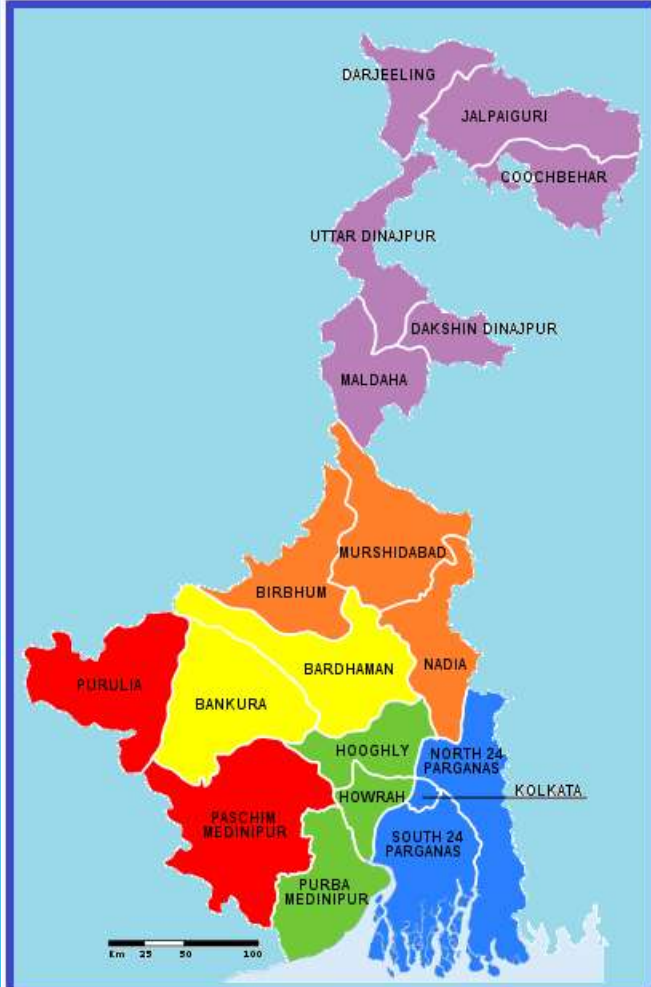 DARJEELING
JALPAIGURI
COOCHBEHAR
UTTAR DINAJPUR
DAKSHIN DINAJPUR
MALDAHA
MURSHIDABAD
BIRBHUM
BARDHAMAN
NADIA
PURULIA
BANKURA
HOOGHLY
NORTH 24
PARGANAS
KOLKATA
HOWRAH
PASCHIM
MEDINIPUR
SOUTH 24
PARGANAS
PURBA
MEDINIPUR
Km 25 50 100